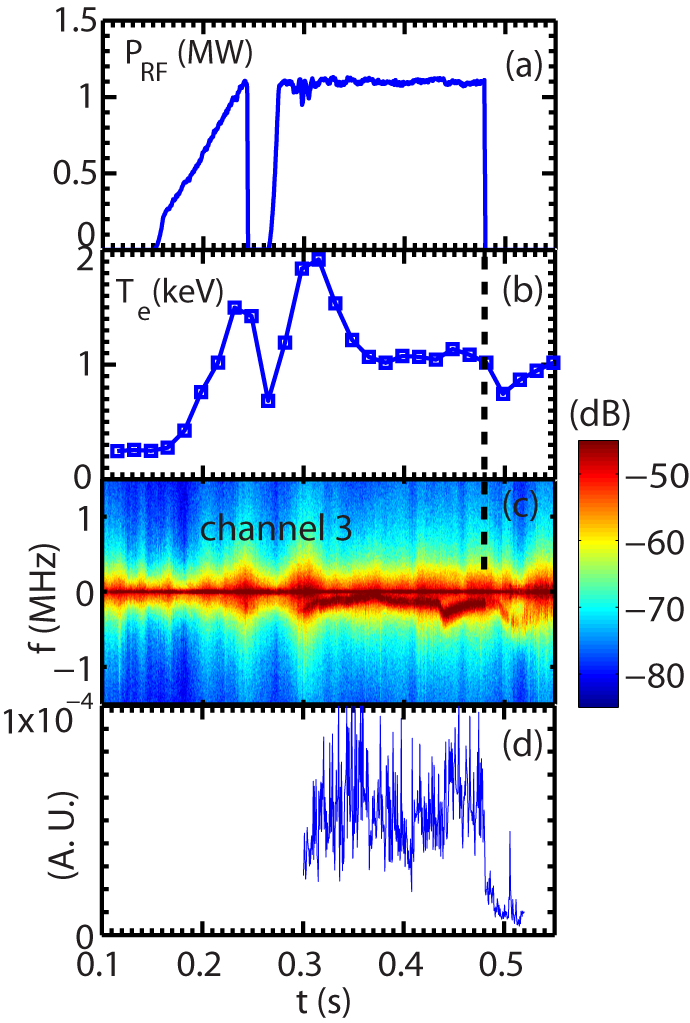 1.5
P_RF (MW)
(a)
1
0.5
0
2
T_e(keV)
(b)
1
0
(dB)
(c)
1
channel 3
−50
f (MHz)
0
−60
−70
−1
−80
−4
1x10
(d)
(A. U.)
0
0.1 0.2 0.3 0.4 0.5
t (s)